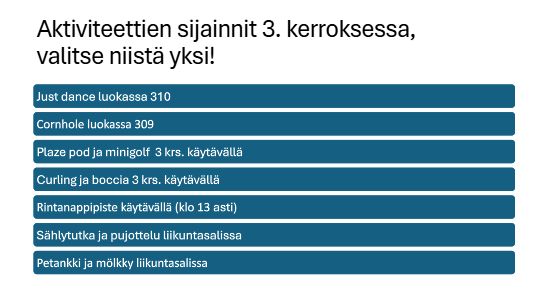 Aktiviteettien sijainnit 3. kerroksessa,
valitse niistä yksi!
Just dance luokassa 310
Cornhole luokassa 309
Plaze pod ja minigolf 3 krs. käytävällä
Curling ja boccia 3 krs. käytävällä
Rintanappipiste käytävällä (klo 13 asti)
Sählytutka ja pujottelu liikuntasalissa
Petankki ja mölkky liikuntasalissa